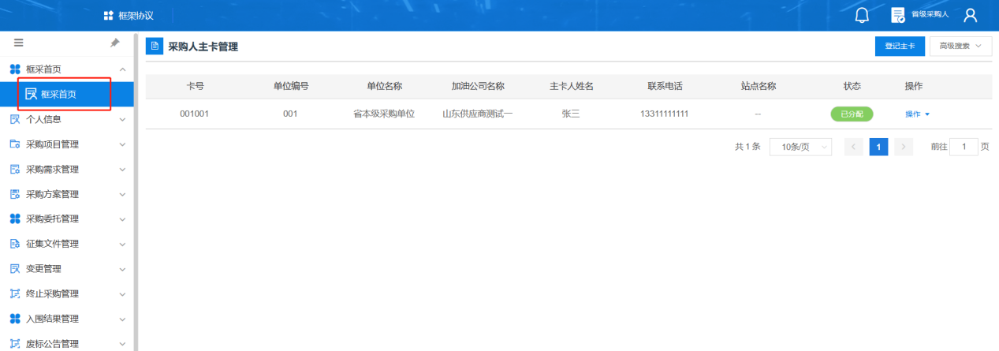 框架协议
省级采购人
采购人主卡管理
登记主卡
高级搜索
框采首页
框采首页
个人信息
采购项目管理
采购需求管理
采购方案管理
采购委托管理
征集文件管理
变更管理
终止采购管理
入围结果管理
废标公告管理
卡号 单位编号 单位名称 加油公司名称 主卡人姓名 联系电话 站点名称 状态 操作
001001 001 省本级采购单位 山东供应商测试一 张三 13311111111 -- 已分配 操作
共 1 条 10条/页 1 前往 1 页